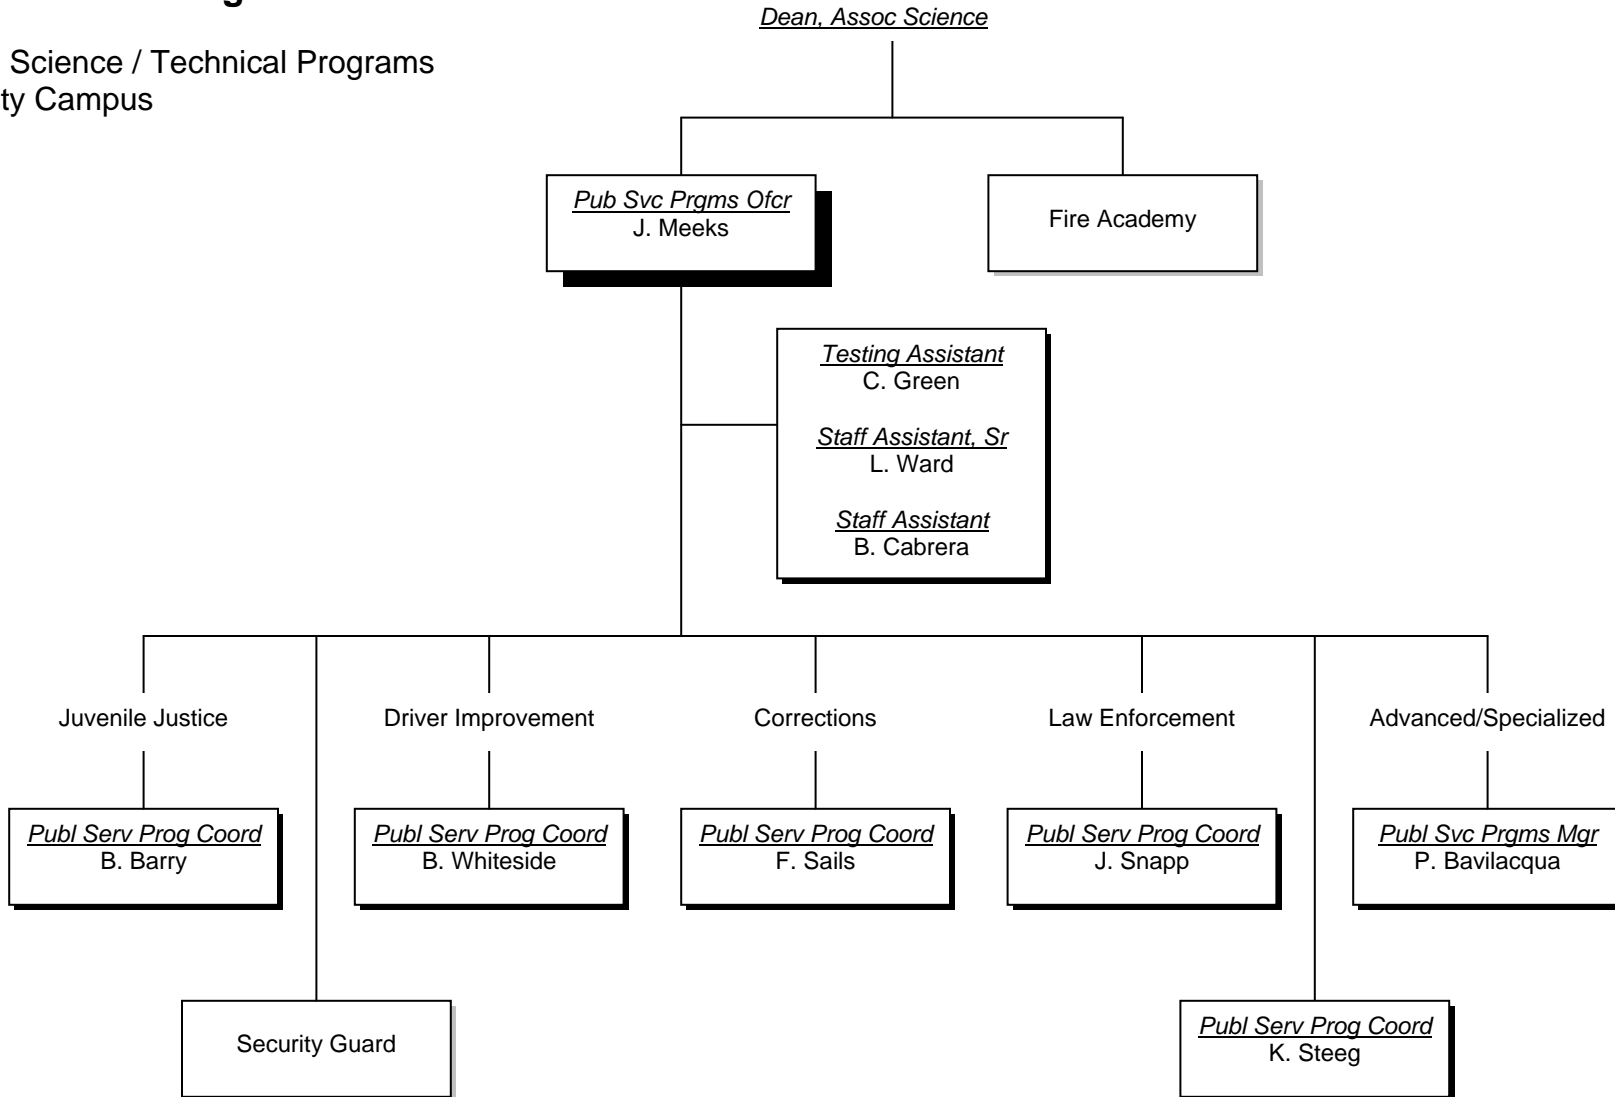 Dean, Assoc Science
Science / Technical Programs
ty Campus
Pub Svc Prgms Ofcr
J. Meeks
Fire Academy
Testing Assistant
C. Green
Staff Assistant, Sr
L. Ward
Staff Assistant
B. Cabrera
Juvenile Justice
Driver Improvement
Corrections
Law Enforcement
Advanced/Specialized
Publ Serv Prog Coord
B. Barry
Publ Serv Prog Coord
B. Whiteside
Publ Serv Prog Coord
F. Sails
Publ Serv Prog Coord
J. Snapp
Publ Svc Prgms Mgr
P. Bavilacqua
Security Guard
Publ Serv Prog Coord
K. Steeg